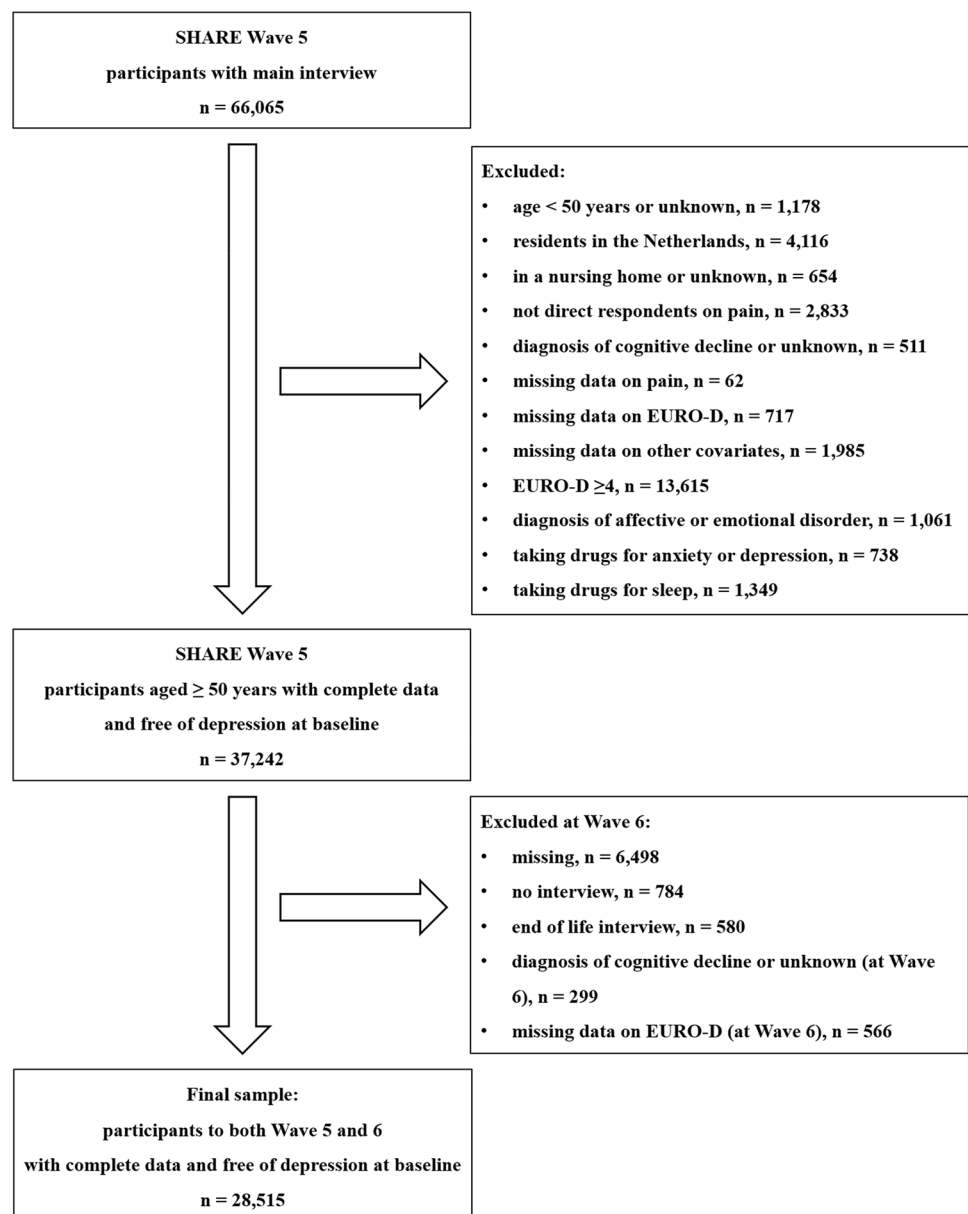 SHARE Wave 5
participants with main interview
n = 66,065
Excluded:
• age < 50 years or unknown, n = 1,178
• residents in the Netherlands, n = 4,116
• in a nursing home or unknown, n = 654
• not direct respondents on pain, n = 2,833
• diagnosis of cognitive decline or unknown, n = 511
• missing data on pain, n = 62
• missing data on EURO-D, n = 717
• missing data on other covariates, n = 1,985
• EURO-D ≥4, n = 13,615
• diagnosis of affective or emotional disorder, n = 1,061
• taking drugs for anxiety or depression, n = 738
• taking drugs for sleep, n = 1,349
SHARE Wave 5
participants aged ≥ 50 years with complete data
and free of depression at baseline
n = 37,242
Excluded at Wave 6:
• missing, n = 6,498
• no interview, n = 784
• end of life interview, n = 580
• diagnosis of cognitive decline or unknown (at Wave
6), n = 299
• missing data on EURO-D (at Wave 6), n = 566
Final sample:
participants to both Wave 5 and 6
with complete data and free of depression at baseline
n = 28,515